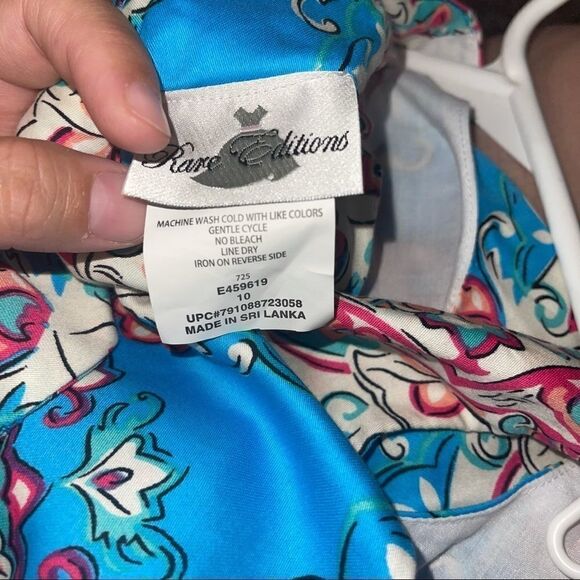 Rare Editions
MACHINE WASH COLD WITH LIKE COLORS
GENTLE CYCLE
NO BLEACH
LINE DRY
IRON ON REVERSE SIDE
725
E459619
10
UPC#791088723058
MADE IN SRI LANKA